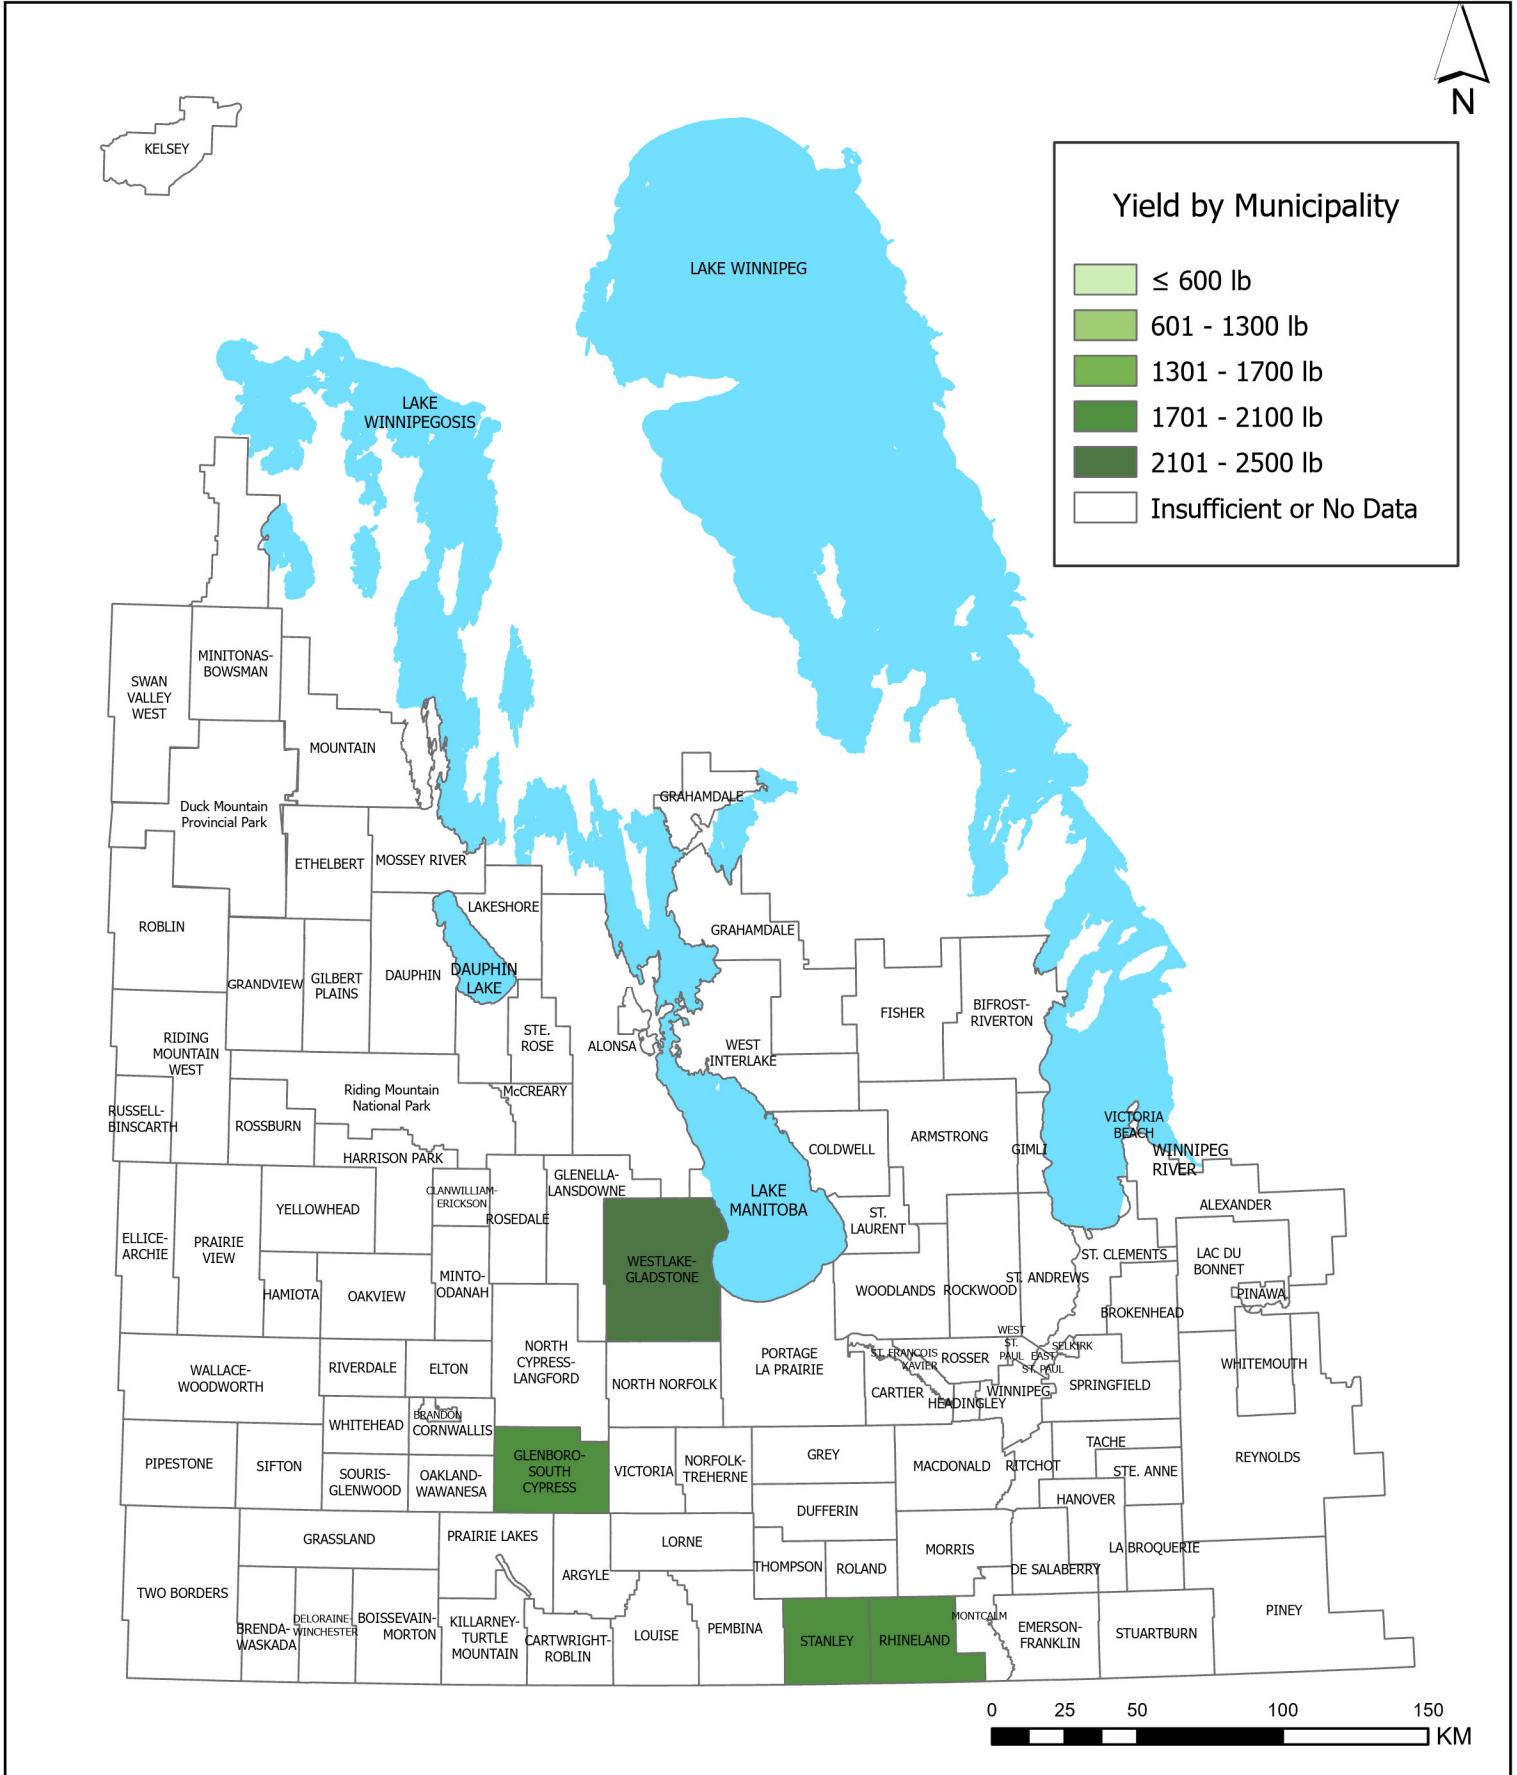 N
KELSEY
Yield by Municipality
≤ 600 lb
601 - 1300 lb
1301 - 1700 lb
1701 - 2100 lb
2101 - 2500 lb
Insufficient or No Data
LAKE WINNIPEG
LAKE
WINNIPEGOSIS
MINITONAS-
BOWSMAN
SWAN
VALLEY
WEST
MOUNTAIN
Duck Mountain
Provincial Park
GRAHAMDALE
ETHELBERT
MOSSEY RIVER
LAKESHORE
ROBLIN
GRAHAMDALE
GRANDVIEW
GILBERT
PLAINS
DAUPHIN
DAUPHIN
LAKE
FISHER
BIFROST-
RIVERTON
STE.
ROSE
ALONSA
WEST
INTERLAKE
RIDING
MOUNTAIN
WEST
Riding Mountain
National Park
McCREARY
RUSSELL-
BINSCARTH
ROSSBURN
HARRISON PARK
COLDWELL
ARMSTRONG
GIMLI
VICTORIA
BEACH
WINNIPEG
RIVER
GLENELLA-
LANSDOWNE
CLANWILLIAM-
ERICKSON
YELLOWHEAD
ROSEDALE
LAKE
MANITOBA
ST.
LAURENT
ALEXANDER
ELLICE-
ARCHIE
PRAIRIE
VIEW
WESTLAKE-
GLADSTONE
ST. CLEMENTS
LAC DU
BONNET
MINTO-
ODANAH
HAMIOTA
OAKVIEW
WOODLANDS
ROCKWOOD
ST. ANDREWS
PINAWA
BROKENHEAD
WALLACE-
WOODWORTH
RIVERDALE
ELTON
NORTH
CYPRESS-
LANGFORD
NORTH NORFOLK
PORTAGE
LA PRAIRIE
ST. FRANCOIS
XAVIER
ROSSER
WEST
ST.
PAUL
EAST
ST. PAUL
SELKIRK
WHITEMOUTH
CARTIER
HEADINGLEY
WINNIPEG
SPRINGFIELD
WHITEHEAD
BRANDON
CORNWALLIS
PIPESTONE
SIFTON
SOURIS-
GLENWOOD
OAKLAND-
WAWANESA
GLENBORO-
SOUTH
CYPRESS
VICTORIA
NORFOLK-
TREHERNE
GREY
MACDONALD
RITCHOT
TACHE
STE. ANNE
REYNOLDS
HANOVER
DUFFERIN
GRASSLAND
PRAIRIE LAKES
LORNE
ARGYLE
THOMPSON
ROLAND
MORRIS
DE SALABERRY
LA BROQUERIE
TWO BORDERS
BRENDA-
WASKADA
DELORAINE-
WINCHESTER
BOISSEVAIN-
MORTON
KILLARNEY-
TURTLE
MOUNTAIN
CARTWRIGHT-
ROBLIN
LOUISE
PEMBINA
STANLEY
RHINELAND
MONTCALM
EMERSON-
FRANKLIN
STUARTBURN
PINEY
0 25 50 100 150
KM